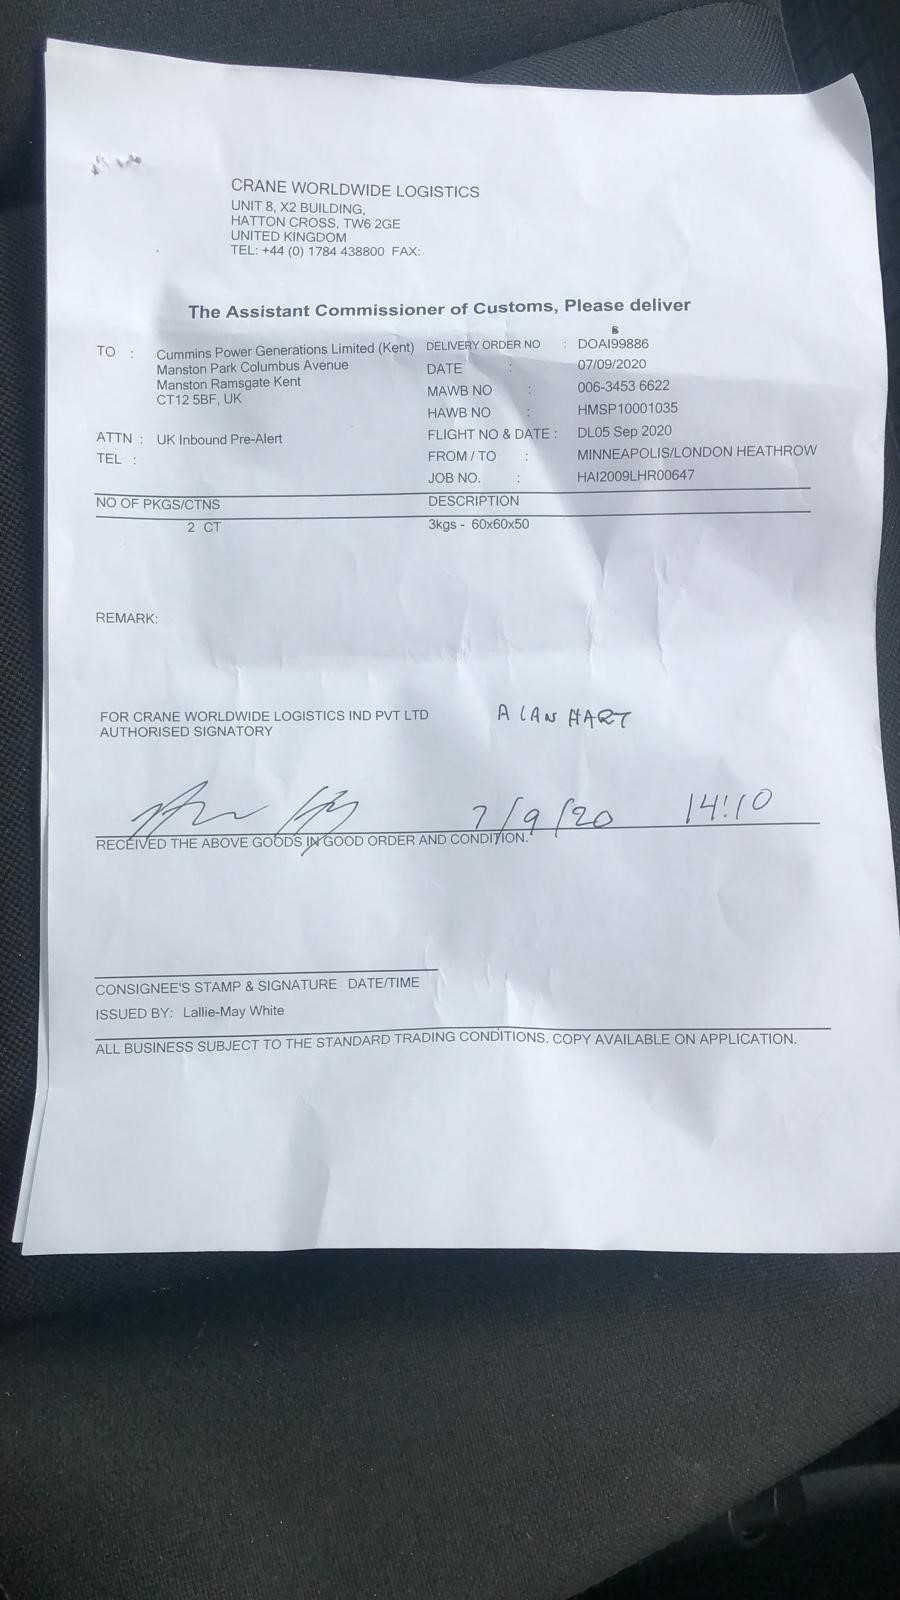 CRANE WORLDWIDE LOGISTICS
UNIT 8, X2 BUILDING,
HATTON CROSS, TW6 2GE
UNITED KINGDOM
TEL: +44 (0) 1784 438800 FAX:
The Assistant Commissioner of Customs, Please deliver
TO : Cummins Power Generations Limited (Kent)
Manston Park Columbus Avenue
Manston Ramsgate Kent
CT12 5BF, UK
ATTN : UK Inbound Pre-Alert
TEL :
B
DELIVERY ORDER NO : DOAI99886
DATE : 07/09/2020
MAWB NO : 006-3453 6622
HAWB NO : HMSP10001035
FLIGHT NO & DATE : DL05 Sep 2020
FROM / TO : MINNEAPOLIS/LONDON HEATHROW
JOB NO. : HAI2009LHR00647
NO OF PKGS/CTNS DESCRIPTION
2 CT 3kgs - 60x60x50
REMARK:
FOR CRANE WORLDWIDE LOGISTICS IND PVT LTD ALAN HART
AUTHORISED SIGNATORY
7/9/20 14:10
RECEIVED THE ABOVE GOODS IN GOOD ORDER AND CONDITION.
CONSIGNEE'S STAMP & SIGNATURE DATE/TIME
ISSUED BY: Lallie-May White
ALL BUSINESS SUBJECT TO THE STANDARD TRADING CONDITIONS. COPY AVAILABLE ON APPLICATION.